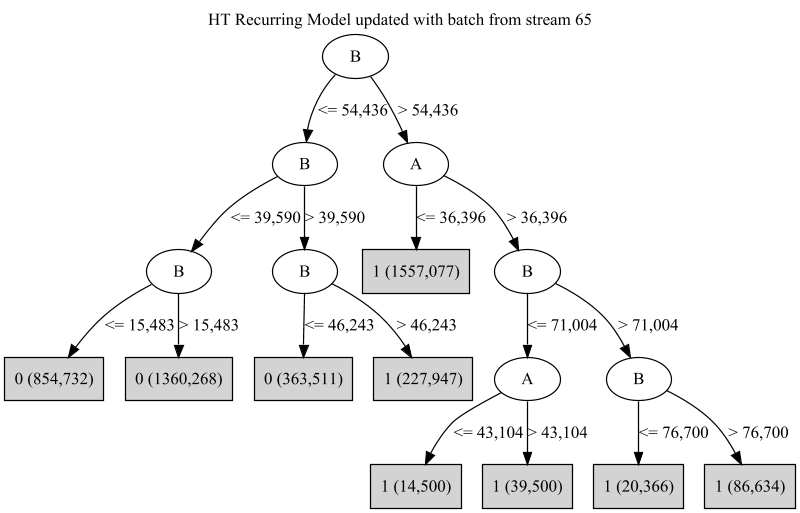 HT Recurring Model updated with batch from stream 65
B
<= 54,436 > 54,436
B A
<= 39,590 > 39,590 <= 36,396 > 36,396
B B 1 (1557,077) B
<= 15,483 > 15,483 <= 46,243 > 46,243 <= 71,004 > 71,004
0 (854,732) 0 (1360,268) 0 (363,511) 1 (227,947) A B
<= 43,104 > 43,104 <= 76,700 > 76,700
1 (14,500) 1 (39,500) 1 (20,366) 1 (86,634)